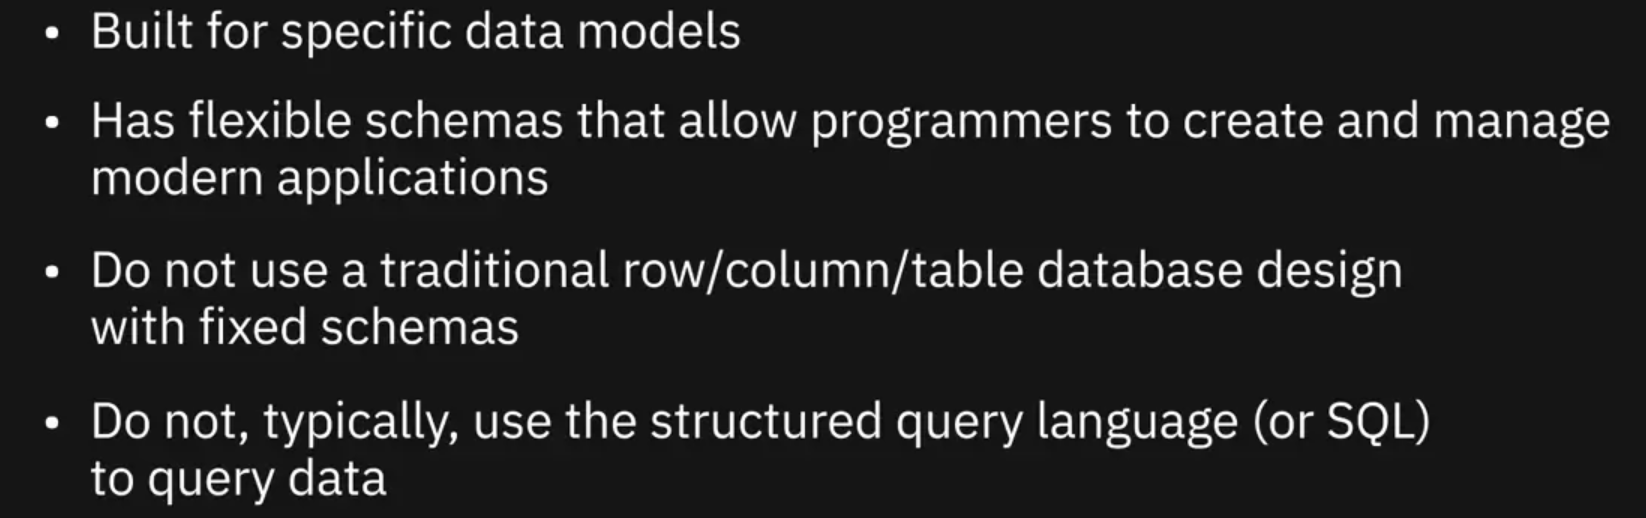 • Built for specific data models
• Has flexible schemas that allow programmers to create and manage
modern applications
• Do not use a traditional row/column/table database design
with fixed schemas
• Do not, typically, use the structured query language (or SQL)
to query data